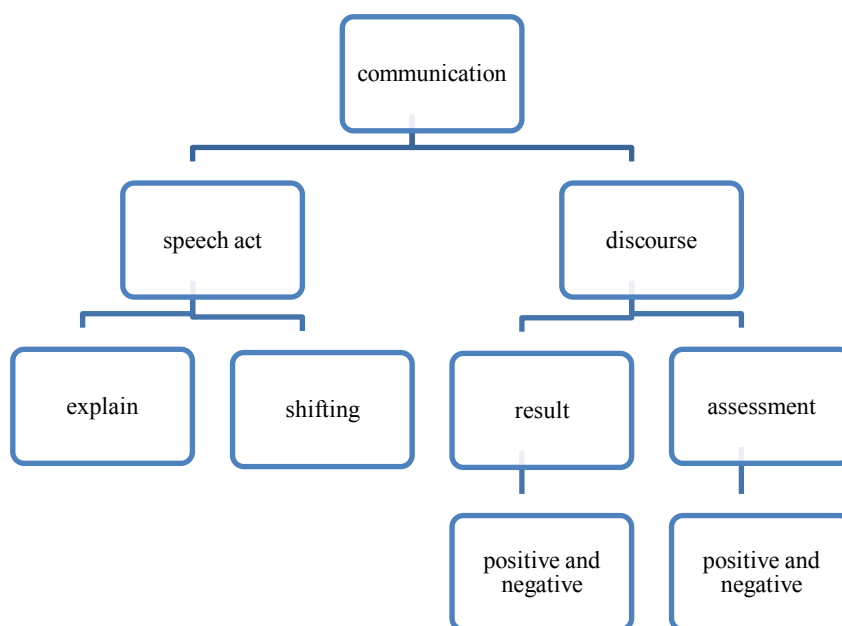 communication
speech act
discourse
explain
shifting
result
assessment
positive and
negative
positive and
negative